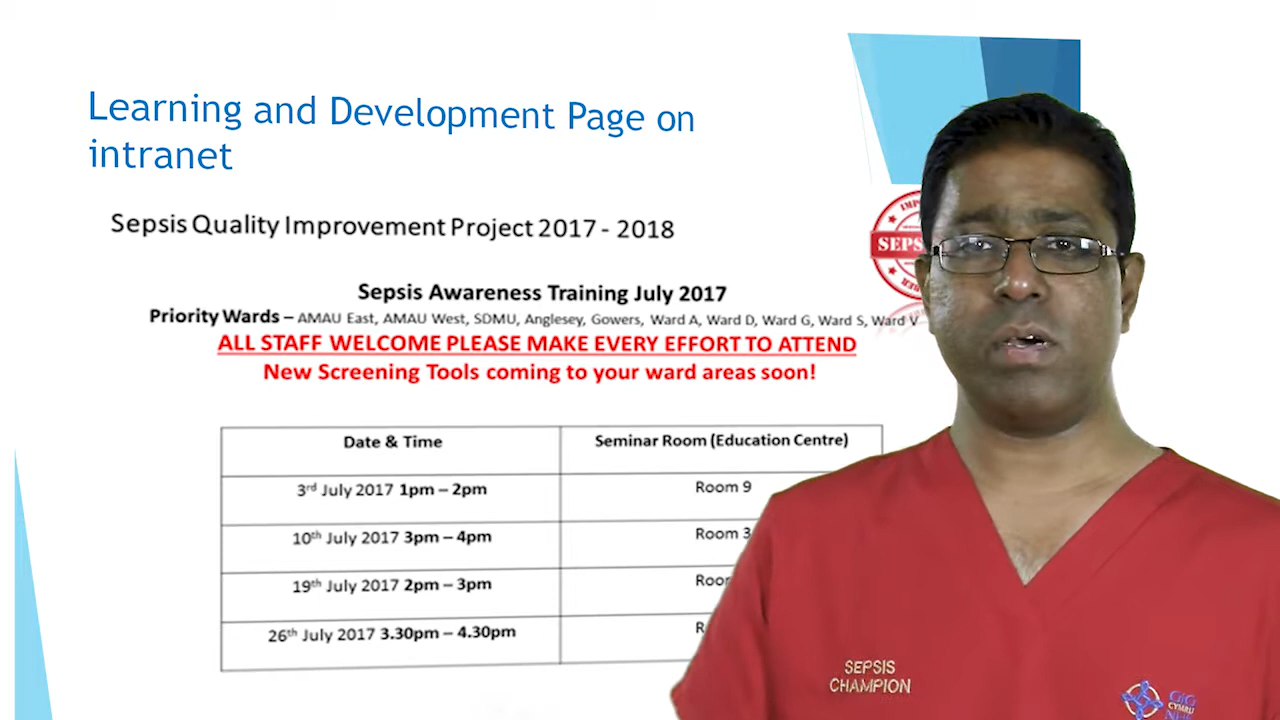 Learning and Development Page on
intranet
Sepsis Quality Improvement Project 2017 - 2018
Sepsis Awareness Training July 2017
Priority Wards – AMAU East, AMAU West, SDMU, Anglesey, Gowers, Ward A, Ward D, Ward G, Ward S, Ward V
ALL STAFF WELCOME PLEASE MAKE EVERY EFFORT TO ATTEND
New Screening Tools coming to your ward areas soon!
Date & Time Seminar Room (Education Centre)
3rd July 2017 1pm – 2pm Room 9
10th July 2017 3pm – 4pm Room 3
19th July 2017 2pm – 3pm
26th July 2017 3.30pm – 4.30pm
SEPSIS
CHAMPION
GIG
CYMRU